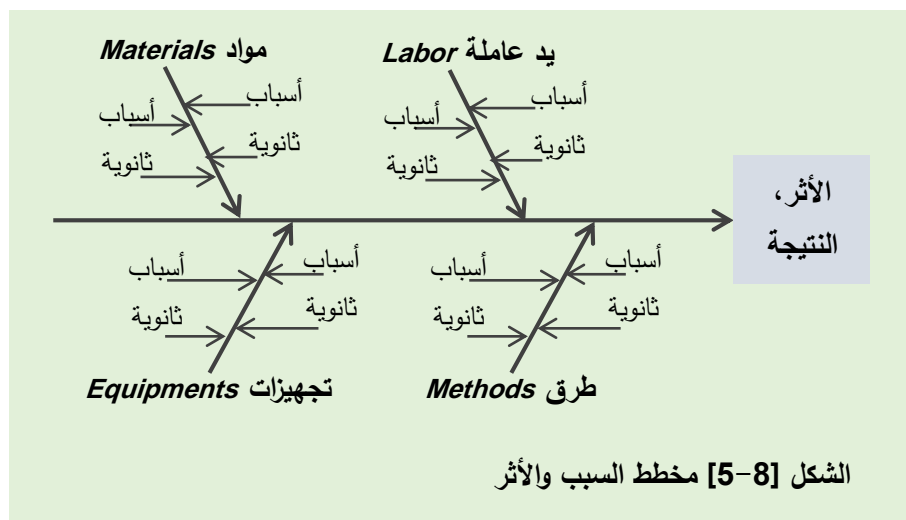 مواد Materials
يد عاملة Labor
أسباب
أسباب
ثانوية
ثانوية
أسباب
أسباب
ثانوية
ثانوية
الأثر،
النتيجة
أسباب
أسباب
ثانوية
ثانوية
أسباب
أسباب
ثانوية
ثانوية
تجهيزات Equipments
طرق Methods
الشكل [8-5] مخطط السبب والأثر